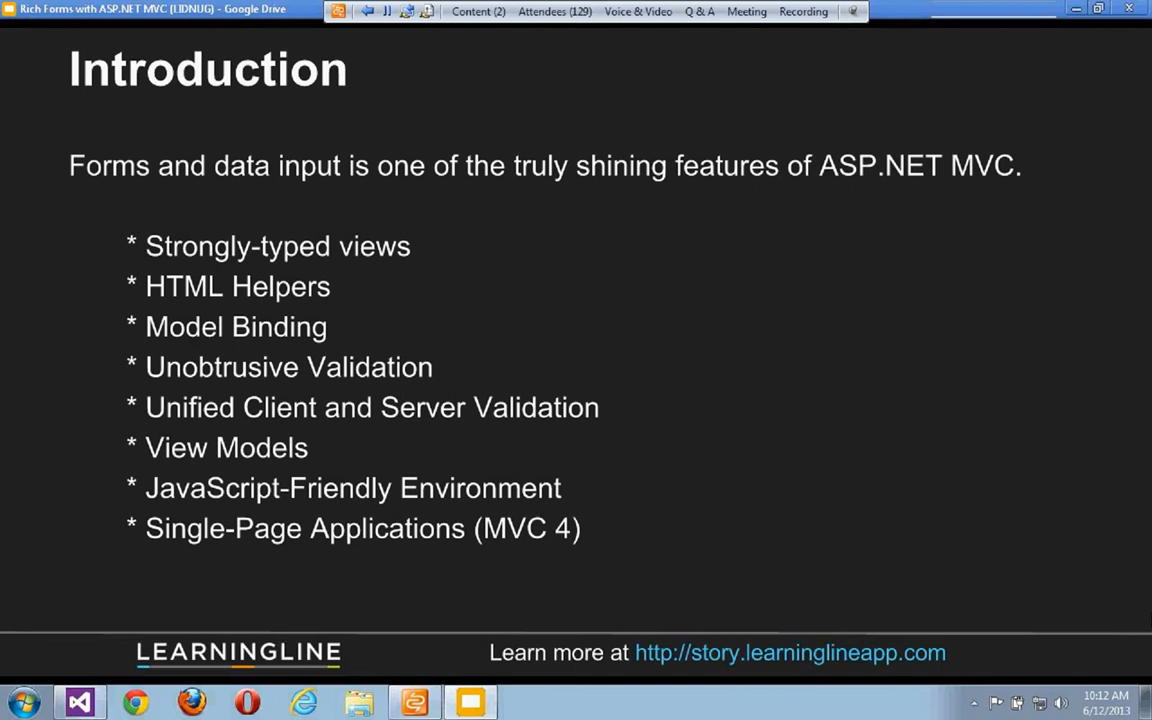 Rich Forms with ASP.NET MVC (LIDNUG) - Google Drive
Content (2) Attendees (129) Voice & Video Q & A Meeting Recording
Introduction
Forms and data input is one of the truly shining features of ASP.NET MVC.
* Strongly-typed views
* HTML Helpers
* Model Binding
* Unobtrusive Validation
* Unified Client and Server Validation
* View Models
* JavaScript-Friendly Environment
* Single-Page Applications (MVC 4)
LEARNINGLINE Learn more at http://story.learninglineapp.com
10:12 AM
6/12/2013